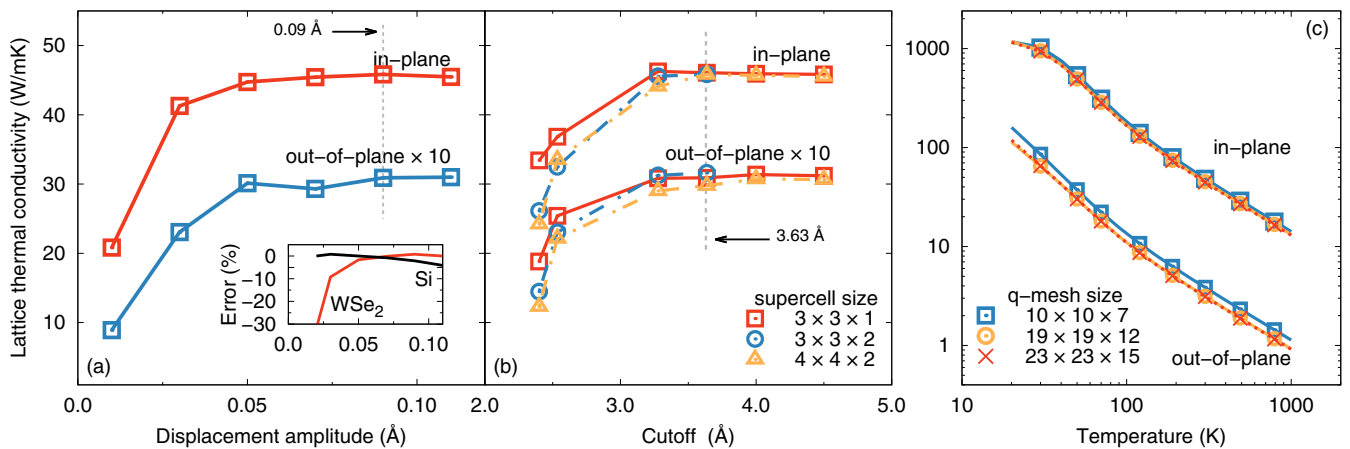 Lattice thermal conductivity (W/mK)
50
40
30
20
10
0.09 Å
in−plane
out−of−plane × 10
Error (%)
0
−10
−20
−30
WSe2
Si
0.0
0.05
0.10
(a)
0.0
0.05
0.10
Displacement amplitude (Å)
in−plane
out−of−plane × 10
3.63 Å
supercell size
3 × 3 × 1
3 × 3 × 2
4 × 4 × 2
(b)
2.0
3.0
4.0
5.0
Cutoff (Å)
(c)
1000
100
10
1
in−plane
q−mesh size
10 × 10 × 7
19 × 19 × 12
23 × 23 × 15
out−of−plane
10
100
1000
Temperature (K)